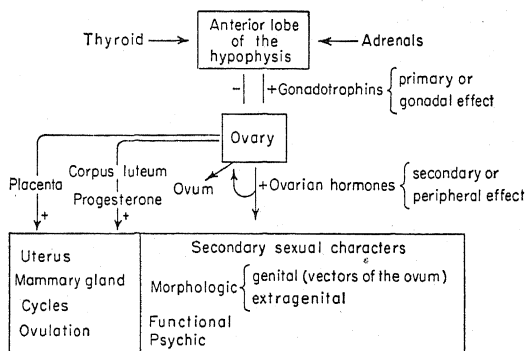 Anterior lobe
of the
hypophysis
Thyroid
Adrenals
- + Gonadotrophins
primary or
gonadal effect
Ovary
Corpus luteum
Placenta
Progesterone
Ovum
+ Ovarian hormones
secondary or
peripheral effect
+ +
Uterus
Mammary gland
Cycles
Ovulation
Secondary sexual characters
Morphologic
genital (vectors of the ovum)
extragenital
Functional
Psychic